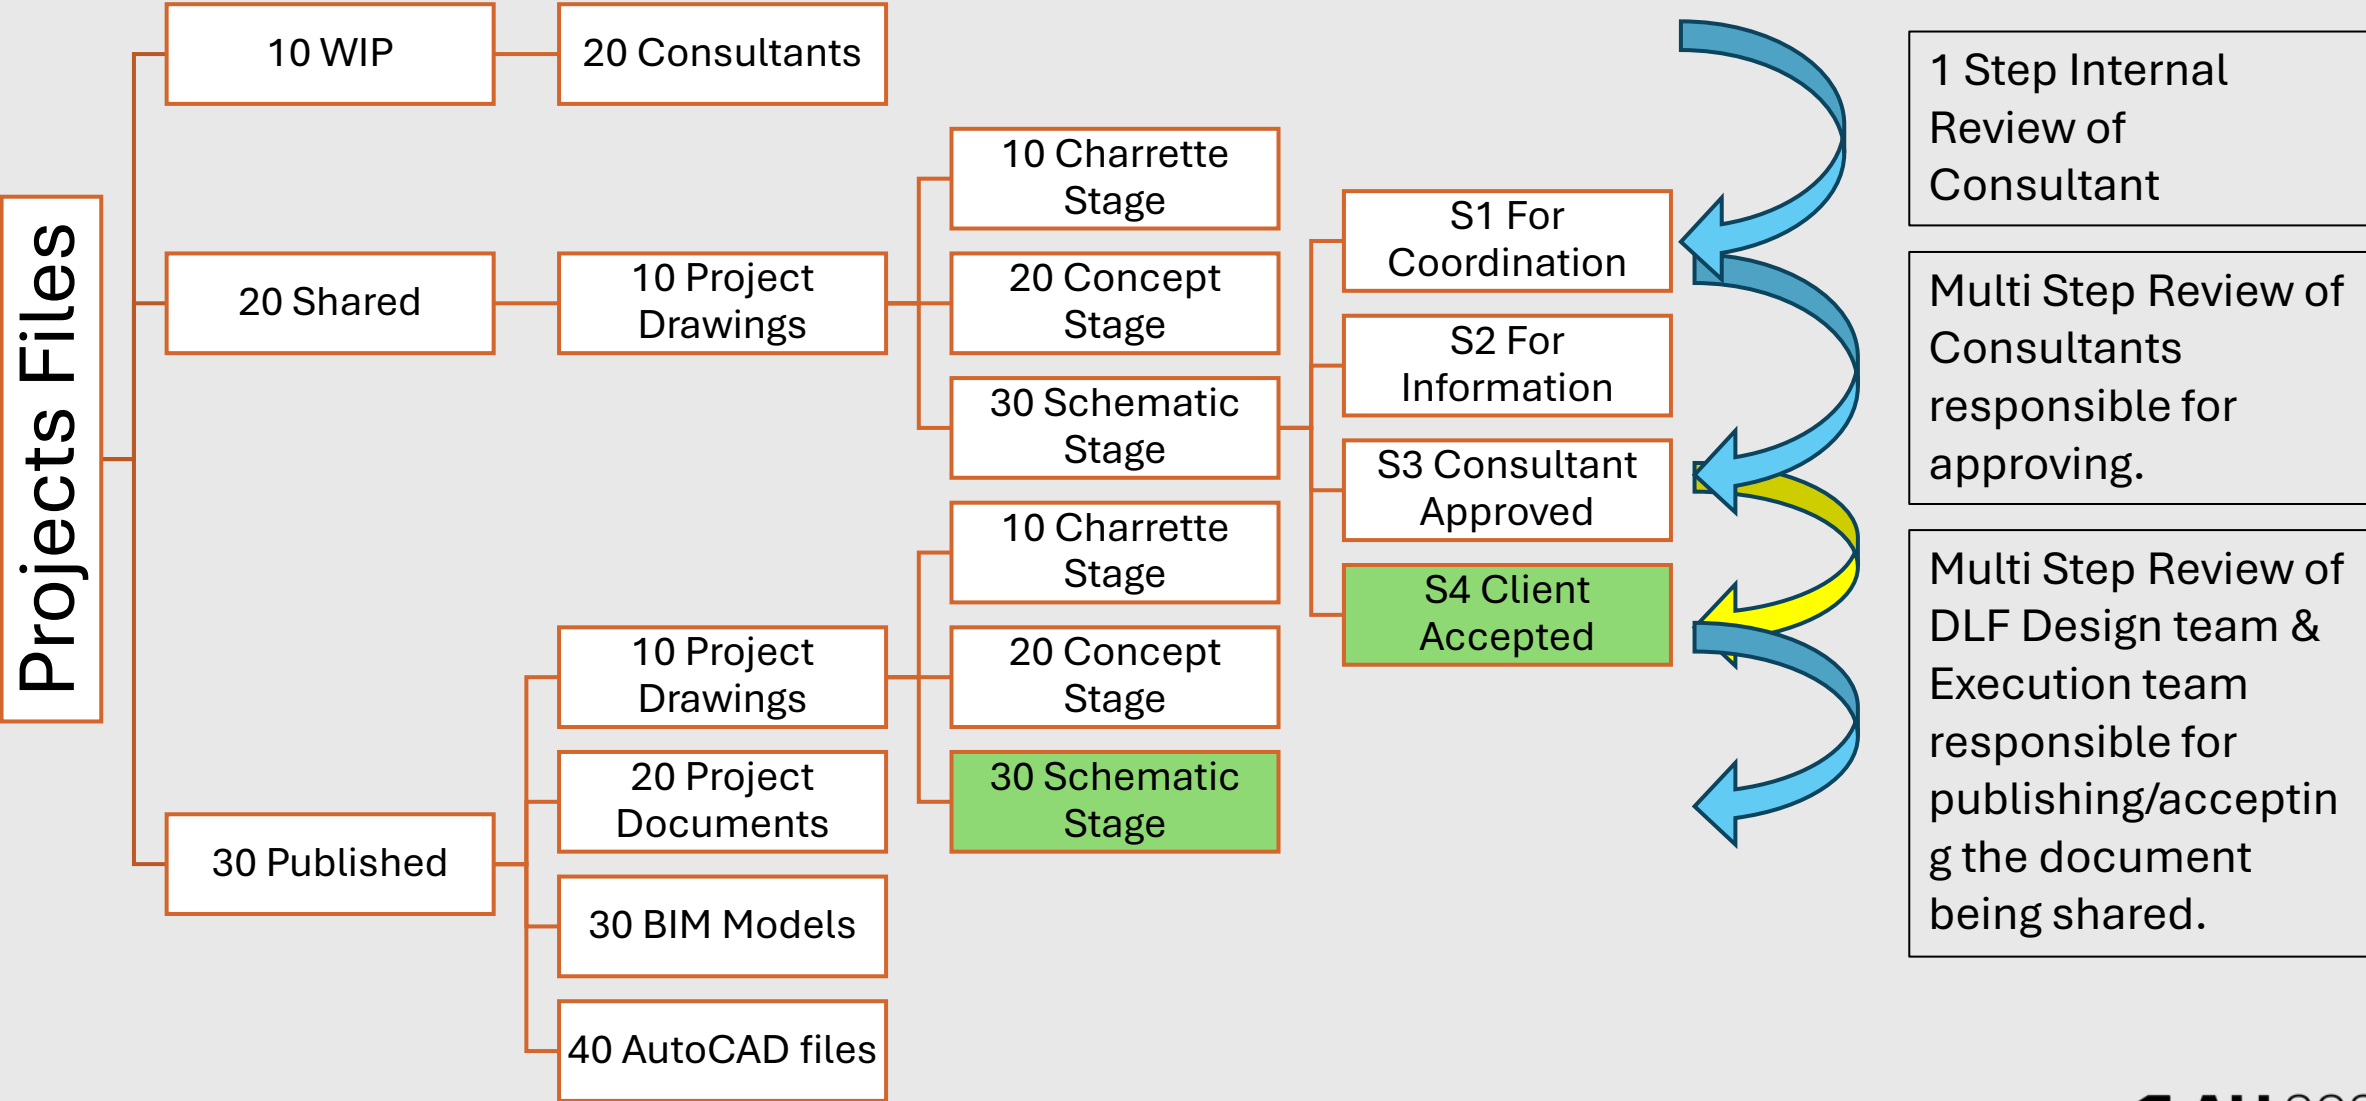 Projects Files
10 WIP
20 Consultants
20 Shared
10 Project
Drawings
10 Charrette
Stage
20 Concept
Stage
30 Schematic
Stage
S1 For
Coordination
S2 For
Information
S3 Consultant
Approved
S4 Client
Accepted
30 Published
10 Project
Drawings
10 Charrette
Stage
20 Concept
Stage
30 Schematic
Stage
20 Project
Documents
30 BIM Models
40 AutoCAD files
1 Step Internal
Review of
Consultant
Multi Step Review of
Consultants
responsible for
approving.
Multi Step Review of
DLF Design team &
Execution team
responsible for
publishing/acceptin
g the document
being shared.